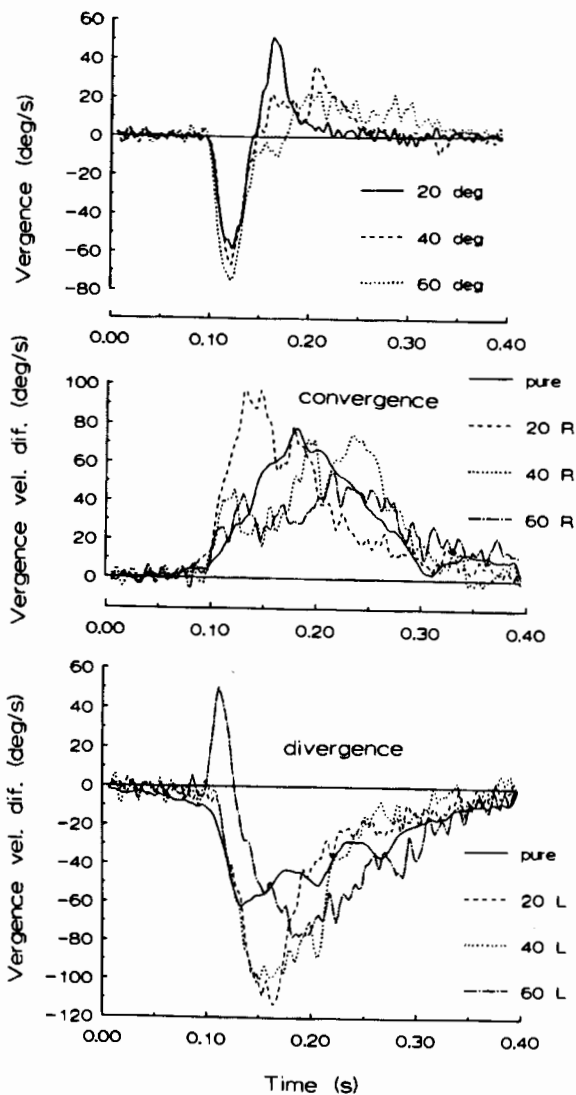 60
40
20
0
-20
-40
-60
-80
Vergence (deg/s)
20 deg
40 deg
60 deg
0.00 0.10 0.20 0.30 0.40
100
80
60
40
20
0
Vergence vel. dif. (deg/s)
convergence
pure
20 R
40 R
60 R
0.00 0.10 0.20 0.30 0.40
60
40
20
0
-20
-40
-60
-80
-100
-120
Vergence vel. dif. (deg/s)
divergence
pure
20 L
40 L
60 L
0.00 0.10 0.20 0.30 0.40
Time (s)